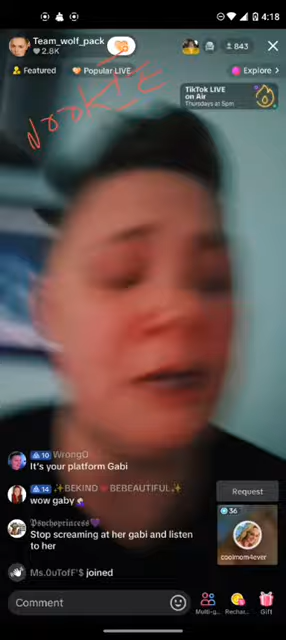 4:18
Team_wolf_pack
2.8K
843
Featured
Popular LIVE
Explore >
TikTok LIVE
on Air
Thursdays at 5pm
NOOKIE
10 WrongO
It's your platform Gabi
14 ✨BEKIND❤️BEBEAUTIFUL✨
wow gaby
𝕻𝖘𝖞𝖈𝖍𝖔𝖕𝖗𝖎𝖓𝖈𝖊𝖘𝖘💜
Stop screaming at her gabi and listen
to her
Request
36
coolmom4ever
Ms.0uTofF'$ joined
Comment
Multi-g...
Rechar...
Gift